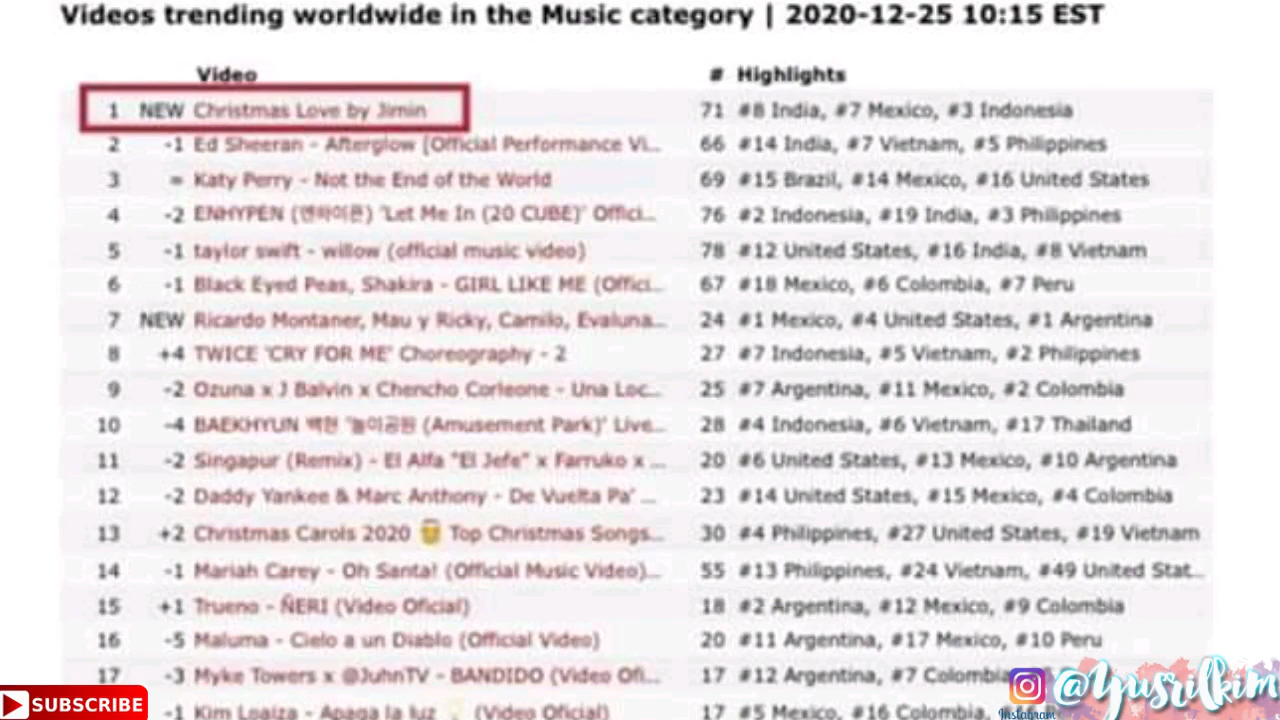 Videos trending worldwide in the Music category | 2020-12-25 10:15 EST
Video # Highlights
1 NEW Christmas Love by Jimin 71 #8 India, #7 Mexico, #3 Indonesia
2 -1 Ed Sheeran - Afterglow [Official Performance Vi... 66 #14 India, #7 Vietnam, #5 Philippines
3 = Katy Perry - Not the End of the World 69 #15 Brazil, #14 Mexico, #16 United States
4 -2 ENHYPEN (엔하이픈) 'Let Me In (20 CUBE)' Offici... 76 #2 Indonesia, #19 India, #3 Philippines
5 -1 taylor swift - willow (official music video) 78 #12 United States, #16 India, #8 Vietnam
6 -1 Black Eyed Peas, Shakira - GIRL LIKE ME (Offici... 67 #18 Mexico, #6 Colombia, #7 Peru
7 NEW Ricardo Montaner, Mau y Ricky, Camilo, Evaluna... 24 #1 Mexico, #4 United States, #1 Argentina
8 +4 TWICE 'CRY FOR ME' Choreography - 2 27 #7 Indonesia, #5 Vietnam, #2 Philippines
9 -2 Ozuna x J Balvin x Chencho Corleone - Una Loc... 25 #7 Argentina, #11 Mexico, #2 Colombia
10 -4 BAEKHYUN 백현 '놀이공원 (Amusement Park)' Live... 28 #4 Indonesia, #6 Vietnam, #17 Thailand
11 -2 Singapur (Remix) - El Alfa "El Jefe" x Farruko x ... 20 #6 United States, #13 Mexico, #10 Argentina
12 -2 Daddy Yankee & Marc Anthony - De Vuelta Pa' ... 23 #14 United States, #15 Mexico, #4 Colombia
13 +2 Christmas Carols 2020 Top Christmas Songs... 30 #4 Philippines, #27 United States, #19 Vietnam
14 -1 Mariah Carey - Oh Santa! (Official Music Video)... 55 #13 Philippines, #24 Vietnam, #49 United Stat...
15 +1 Trueno - ÑERI (Video Oficial) 18 #2 Argentina, #12 Mexico, #9 Colombia
16 -5 Maluma - Cielo a un Diablo (Official Video) 20 #11 Argentina, #17 Mexico, #10 Peru
17 -3 Myke Towers x @JuhnTV - BANDIDO (Video Ofi... 17 #12 Argentina, #7 Colombia
-1 Kim Loaiza - la luz (Video Oficial) 17 #5 Mexico, #16 Colombia
SUBSCRIBE
Instagram @Yusrilkim